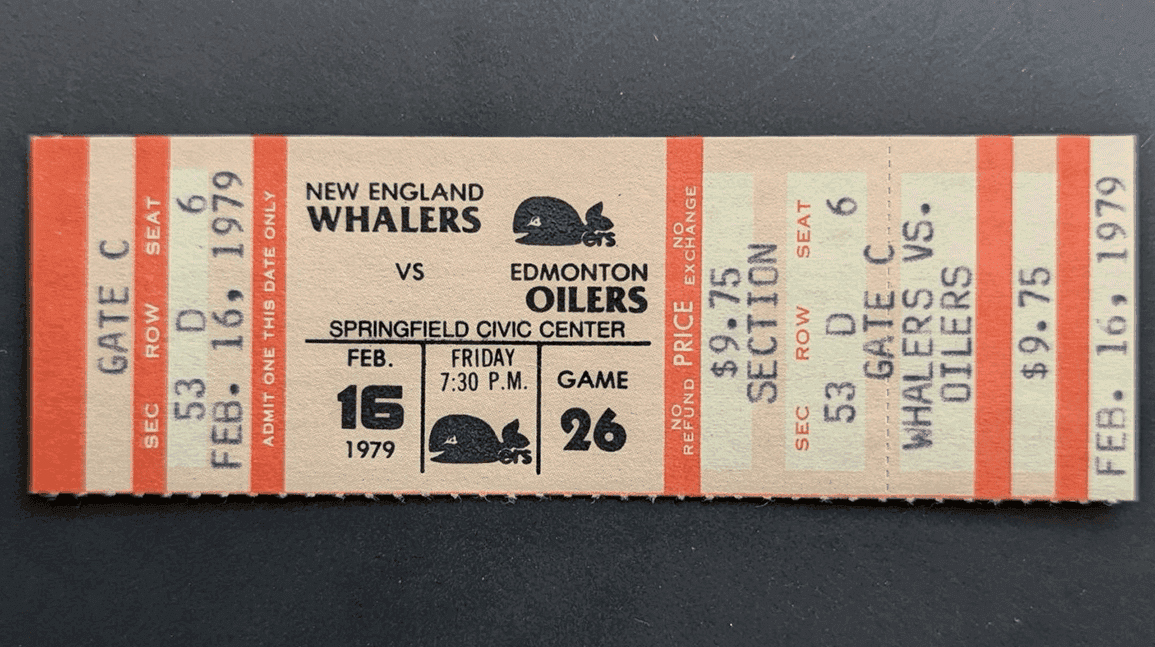 GATE C
SEC ROW SEAT
53 D 6
FEB. 16, 1979
ADMIT ONE THIS DATE ONLY
NEW ENGLAND
WHALERS
ers
VS
EDMONTON
OILERS
SPRINGFIELD CIVIC CENTER
FEB.
16
1979
FRIDAY
7:30 P.M.
ers
GAME
26
NO
REFUND PRICE NO
EXCHANGE
$9.75
SECTION
SEC ROW SEAT
53 D 6
GATE C
WHALERS VS.
OILERS
$9.75
FEB. 16, 1979